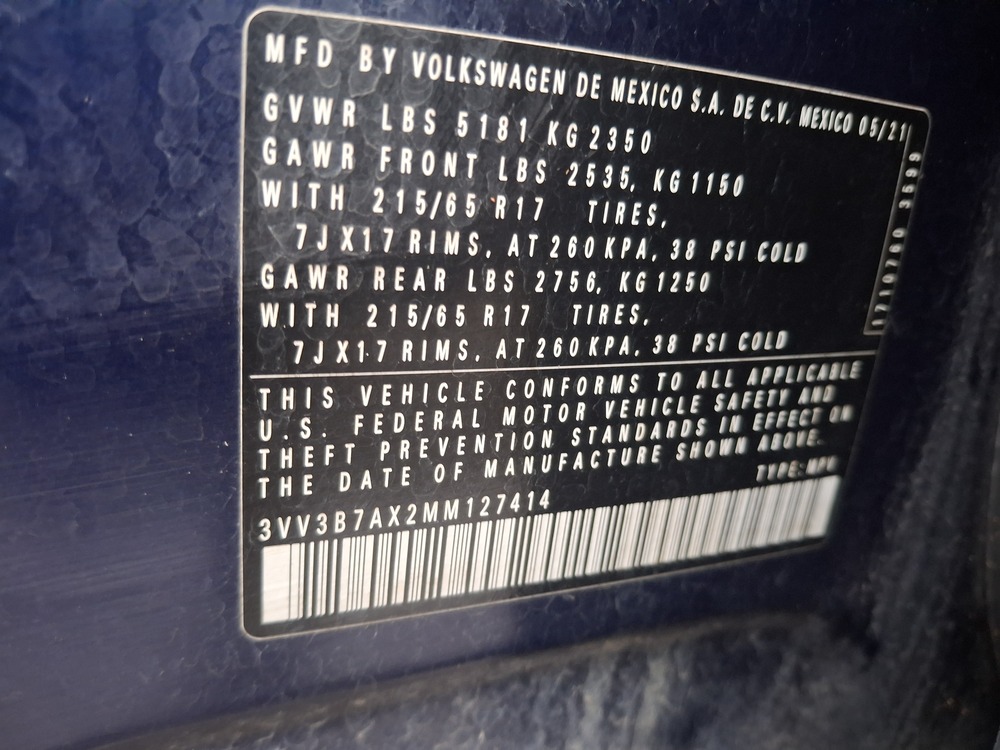 MFD BY VOLKSWAGEN DE MEXICO S.A. DE C.V. MEXICO 05/21
GVWR LBS 5181 KG 2350
GAWR FRONT LBS 2535, KG 1150
WITH 215/65 R17 TIRES,
7J X17 RIMS, AT 260 KPA, 38 PSI COLD
GAWR REAR LBS 2756, KG 1250
WITH 215/65 R17 TIRES,
7J X17 RIMS, AT 260 KPA, 38 PSI COLD
THIS VEHICLE CONFORMS TO ALL APPLICABLE
U.S. FEDERAL MOTOR VEHICLE SAFETY AND
THEFT PREVENTION STANDARDS IN EFFECT ON
THE DATE OF MANUFACTURE SHOWN ABOVE.
TYPE: MPV
3VV3B7AX2MM127414